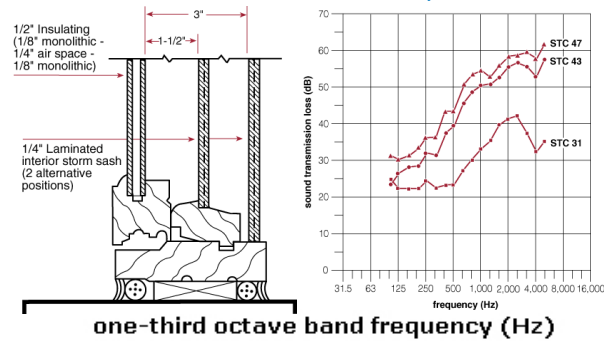 3"
1/2" Insulating
(1/8" monolithic -
1/4" air space -
1/8" monolithic)
1-1/2"
1/4" Laminated
interior storm sash
(2 alternative
positions)
sound transmission loss (dB)
70
60
50
40
30
20
10
0
STC 47
STC 43
STC 31
31.5 63 125 250 500 1,000 2,000 4,000 8,000 16,000
frequency (Hz)
one-third octave band frequency (Hz)